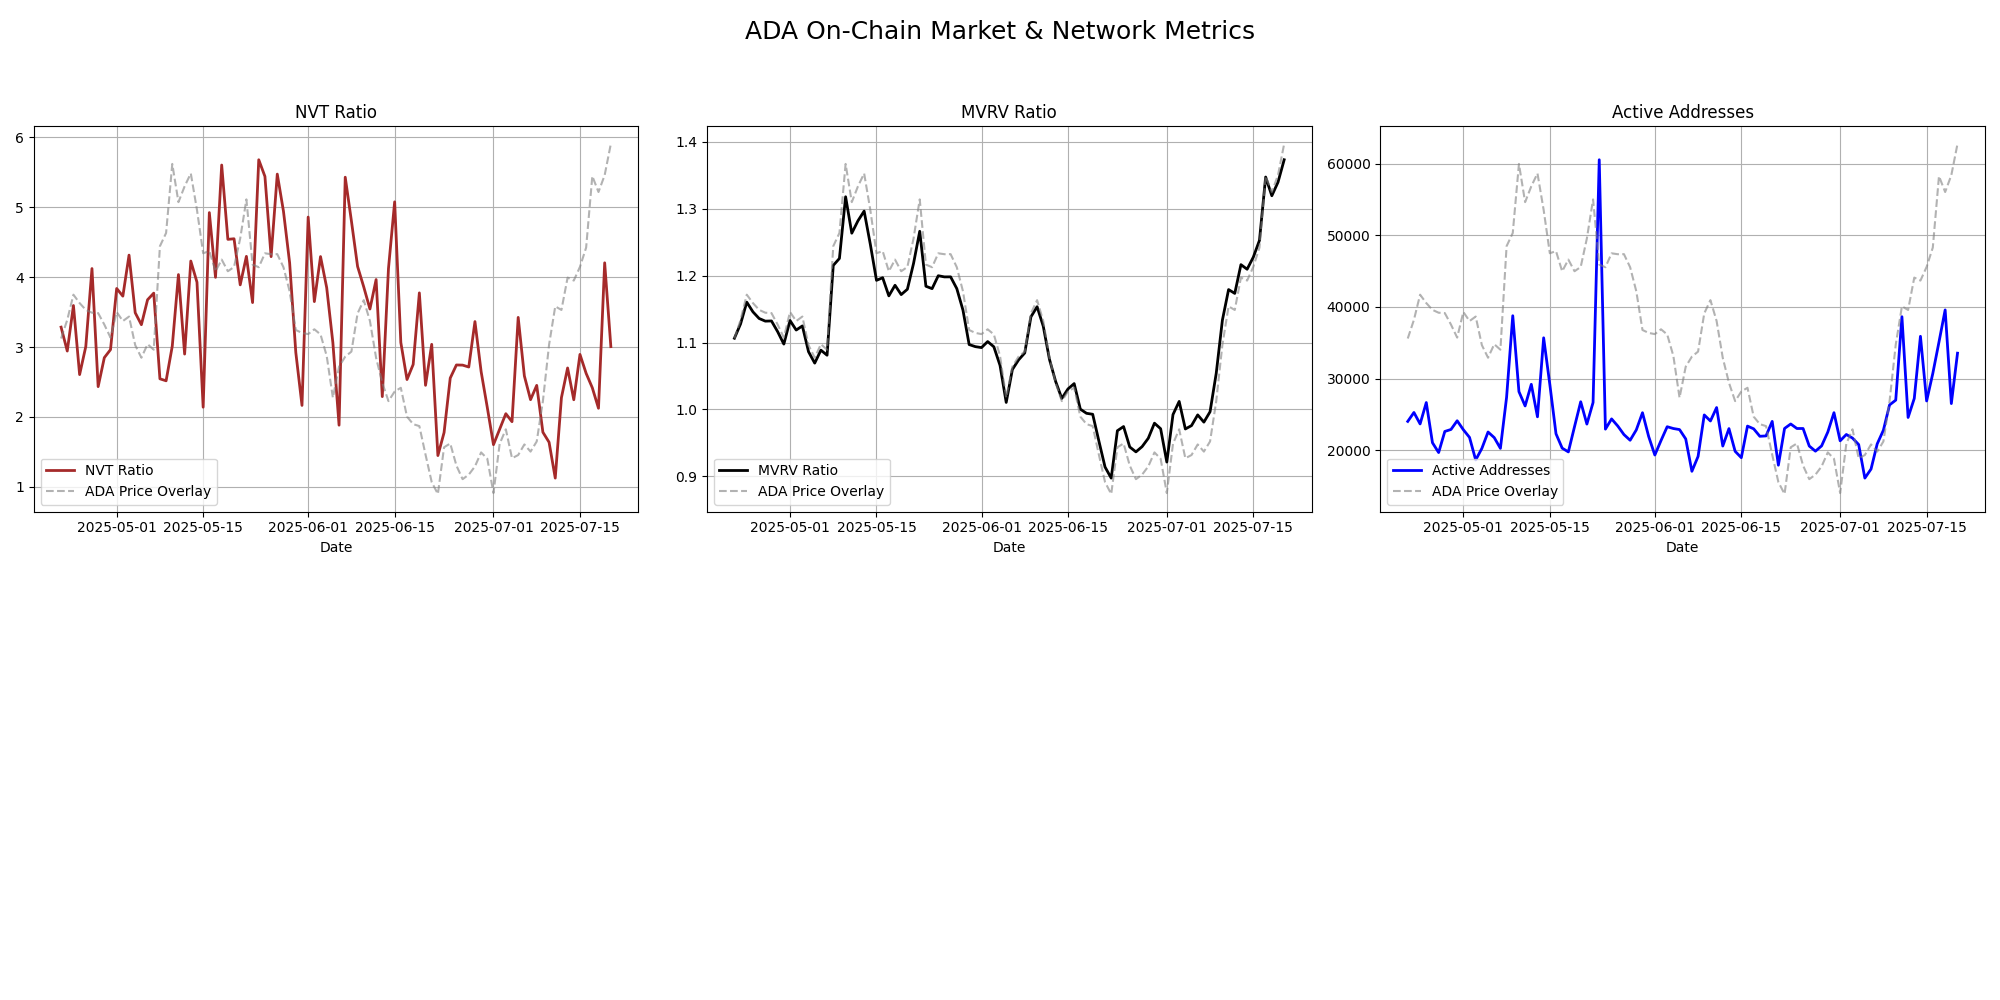 ADA On-Chain Market & Network Metrics
NVT Ratio
6
5
4
3
2
1
NVT Ratio
ADA Price Overlay
2025-05-01 2025-05-15 2025-06-01 2025-06-15 2025-07-01 2025-07-15
Date
MVRV Ratio
1.4
1.3
1.2
1.1
1.0
0.9
MVRV Ratio
ADA Price Overlay
2025-05-01 2025-05-15 2025-06-01 2025-06-15 2025-07-01 2025-07-15
Date
Active Addresses
60000
50000
40000
30000
20000
Active Addresses
ADA Price Overlay
2025-05-01 2025-05-15 2025-06-01 2025-06-15 2025-07-01 2025-07-15
Date